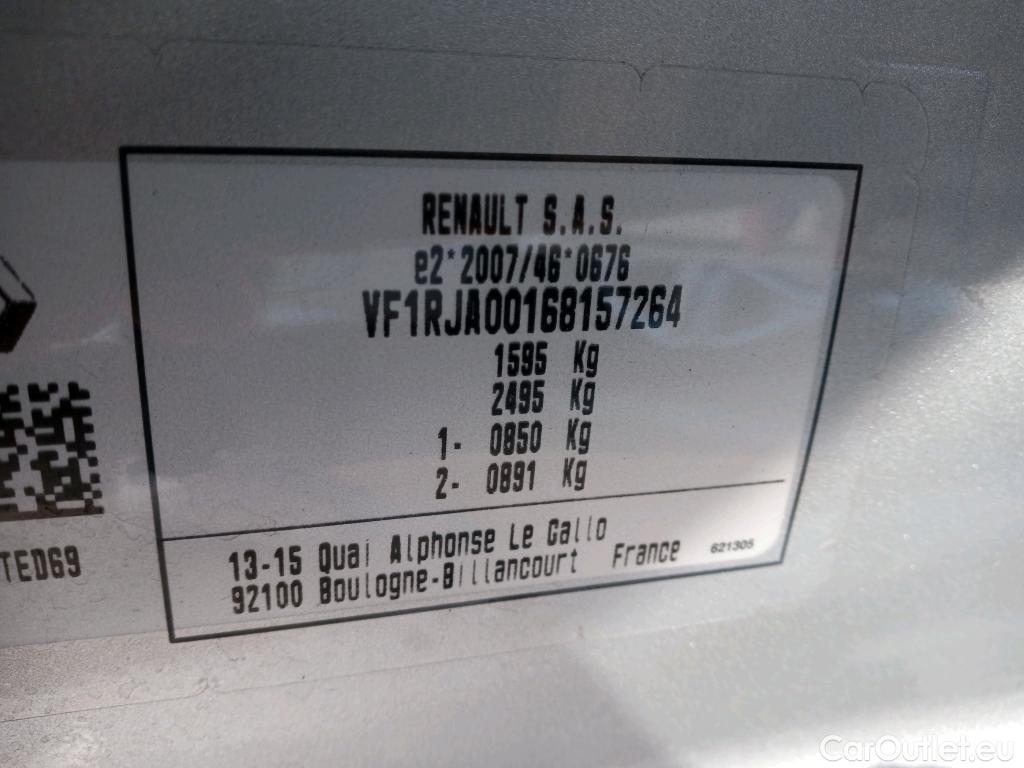 RENAULT S.A.S.
e2*2007/46*0676
VF1RJA00168157264
1595 Kg
2495 Kg
1- 0850 Kg
2- 0891 Kg
TED69
13-15 Quai Alphonse Le Gallo
92100 Boulogne-Billancourt France 621305
CarOutlet.eu